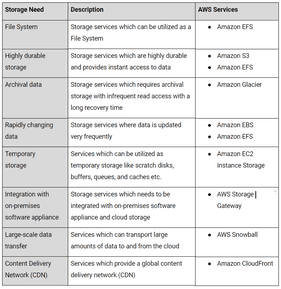 Storage Need Description AWS Services
File System Storage services which can be utilized as a
File System
Amazon EFS
Highly durable
storage
Storage services which are highly durable
and provides instant access to data
Amazon S3
Amazon EFS
Archival data Storage services which requires archival
storage with infrequent read access with a
long recovery time
Amazon Glacier
Rapidly changing
data
Storage services where data is updated
very frequently
Amazon EBS
Amazon EFS
Temporary
storage
Services which can be utilized as
temporary storage like scratch disks,
buffers, queues, and caches etc.
Amazon EC2
Instance Storage
Integration with
on-premises
software appliance
Storage services which needs to be
integrated with on-premises software
appliance and cloud storage
AWS Storage
Gateway
Large-scale data
transfer
Services which can transport large
amounts of data to and from the cloud
AWS Snowball
Content Delivery
Network (CDN)
Services which provide a global content
delivery network (CDN)
Amazon CloudFront